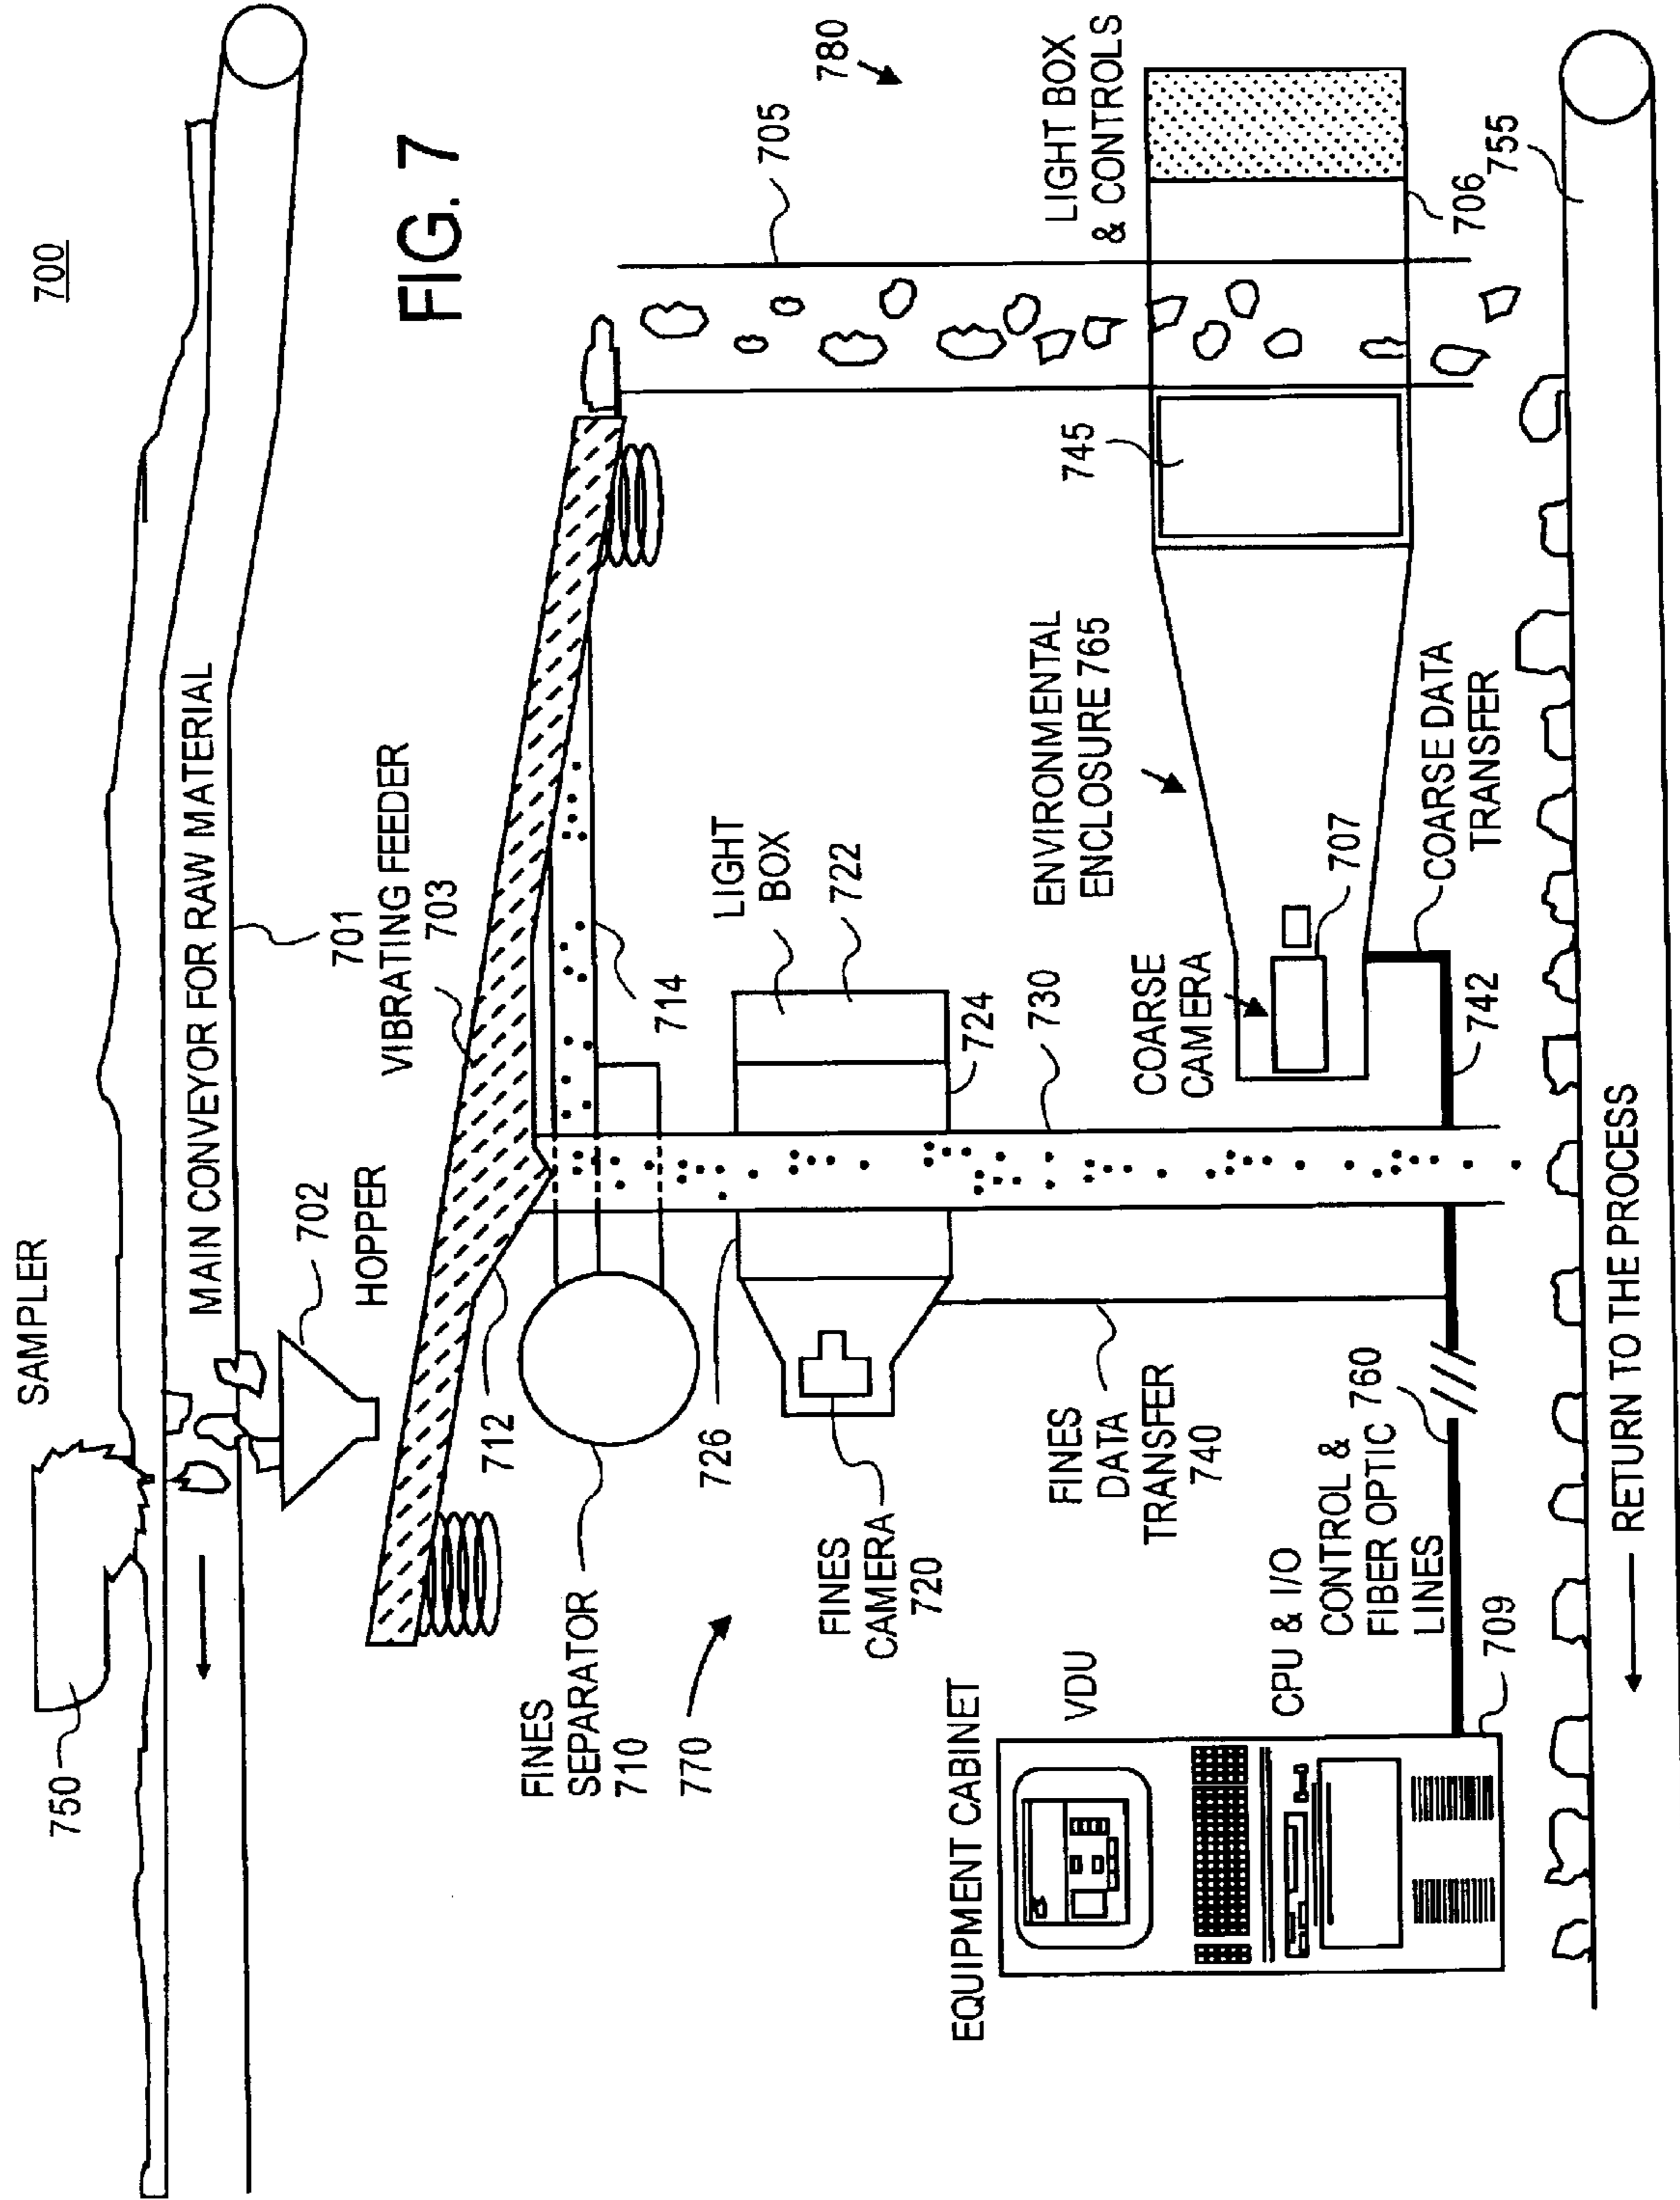 700
SAMPLER
750
MAIN CONVEYOR FOR RAW MATERIAL
701
702
HOPPER
VIBRATING FEEDER
703
FIG. 7
705
780
712
714
FINES
SEPARATOR
710
770
LIGHT
BOX
722
724
726
FINES
CAMERA
720
730
745
LIGHT BOX
& CONTROLS
706
755
ENVIRONMENTAL
ENCLOSURE 765
COARSE
CAMERA
707
COARSE DATA
TRANSFER
742
FINES
DATA
TRANSFER
740
EQUIPMENT CABINET
VDU
CPU & I/O
CONTROL &
FIBER OPTIC 760
LINES
709
RETURN TO THE PROCESS